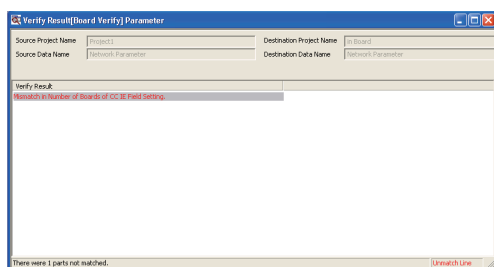 Verify Result[Board Verify] Parameter
Source Project Name Project1 Destination Project Name in Board
Source Data Name Network Parameter Destination Data Name Network Parameter
Verify Result
Mismatch in Number of Boards of CC IE Field Setting.
There were 1 parts not matched. Unmatch Line